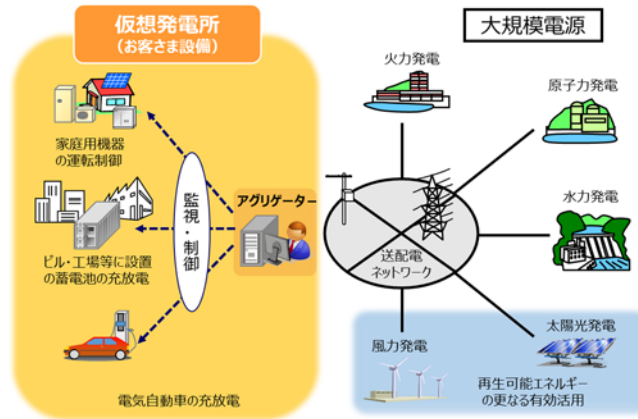 仮想発電所
(お客さま設備)
家庭用機器
の運転制御
ビル・工場等に設置
の蓄電池の充放電
電気自動車の充放電
監視・制御
アグリゲーター
大規模電源
火力発電
原子力発電
水力発電
送配電
ネットワーク
風力発電
太陽光発電
再生可能エネルギー
の更なる有効活用